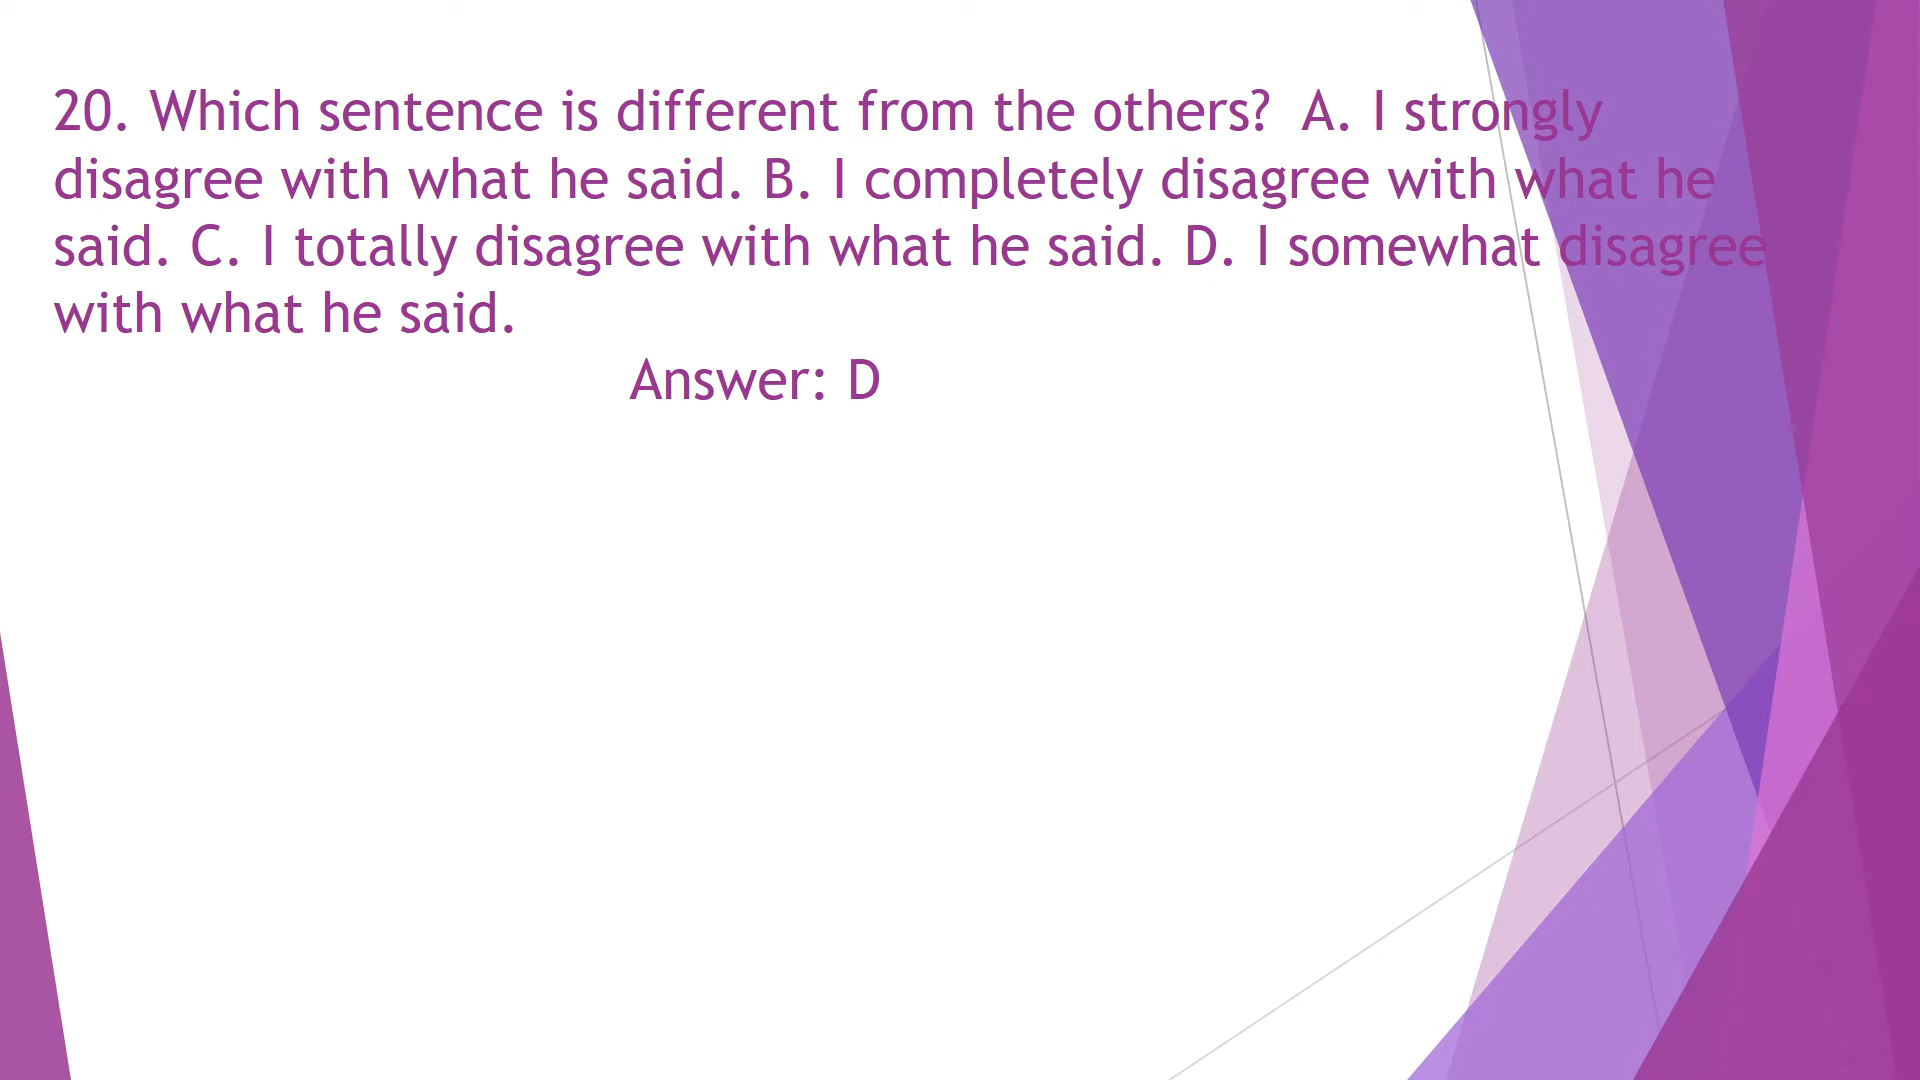 20. Which sentence is different from the others?  A. I strongly
disagree with what he said. B. I completely disagree with what he
said. C. I totally disagree with what he said. D. I somewhat disagree
with what he said.
Answer: D